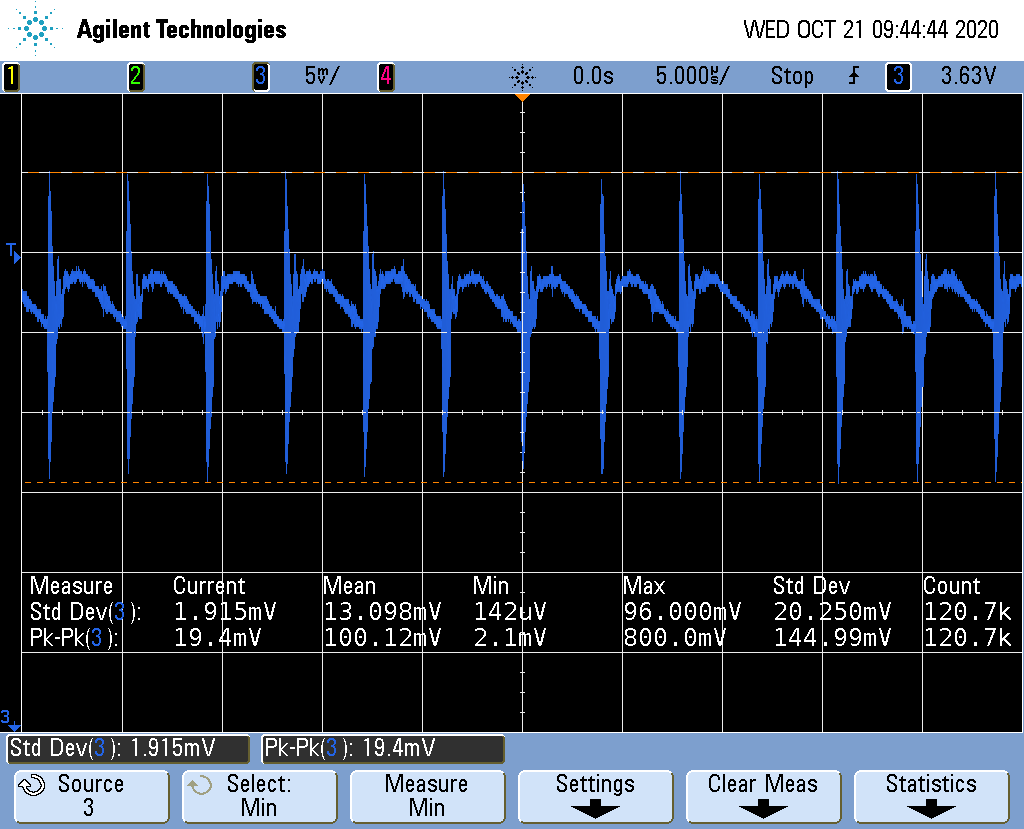 Agilent Technologies WED OCT 21 09:44:44 2020
1 2 3 5mV/ 4 0.0s 5.000us/ Stop 3 3.63V
T
Measure Current Mean Min Max Std Dev Count
Std Dev(3): 1.915mV 13.098mV 142uV 96.000mV 20.250mV 120.7k
Pk-Pk(3): 19.4mV 100.12mV 2.1mV 800.0mV 144.99mV 120.7k
3
Std Dev(3): 1.915mV Pk-Pk(3): 19.4mV
Source Select: Measure Settings Clear Meas Statistics
3 Min Min